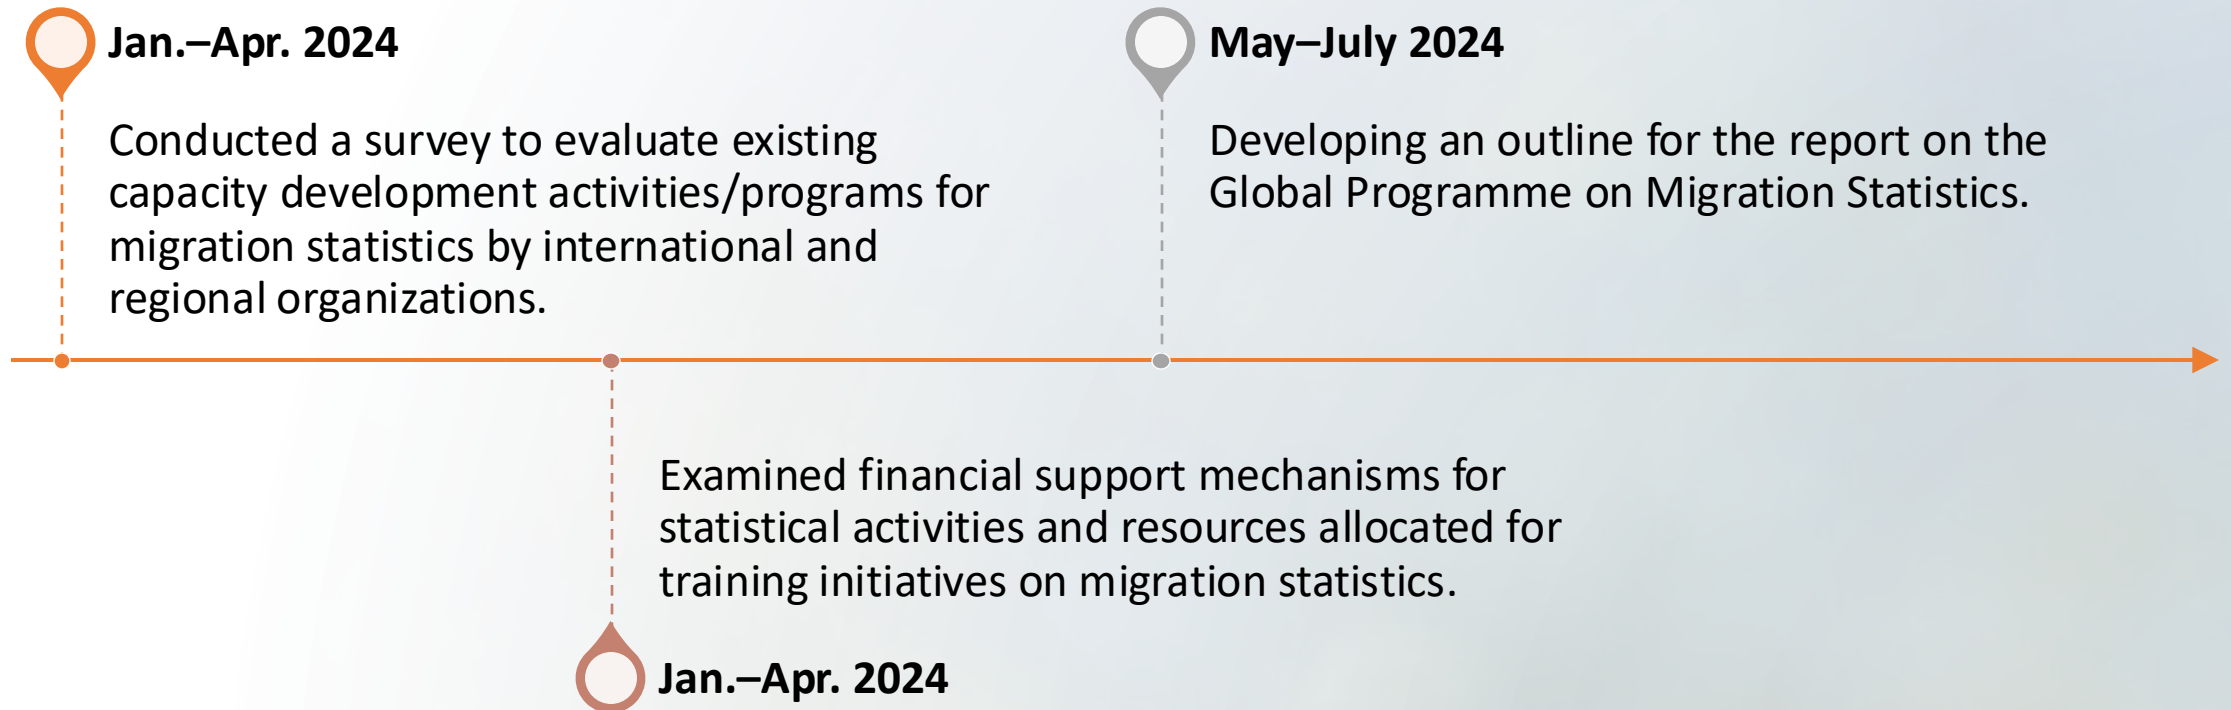 Jan.–Apr. 2024
Conducted a survey to evaluate existing
capacity development activities/programs for
migration statistics by international and
regional organizations.
May–July 2024
Developing an outline for the report on the
Global Programme on Migration Statistics.
Examined financial support mechanisms for
statistical activities and resources allocated for
training initiatives on migration statistics.
Jan.–Apr. 2024